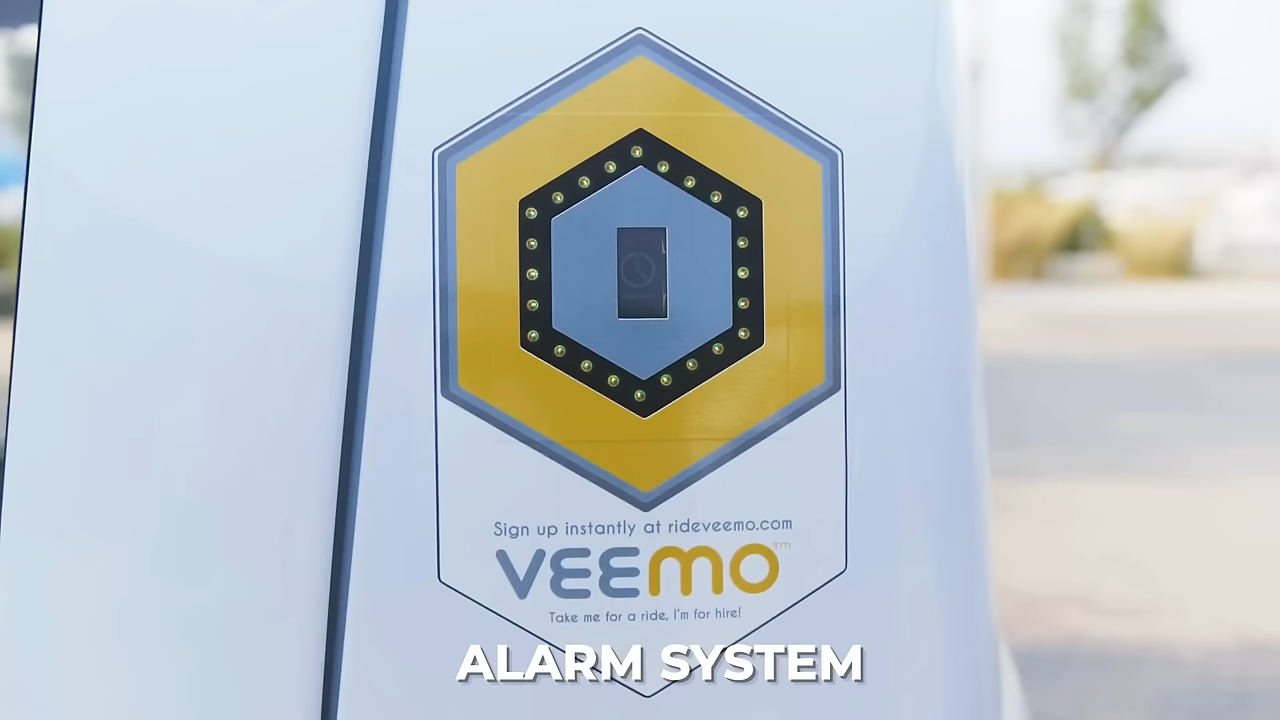 Sign up instantly at rideveemo.com
VEEMO™
Take me for a ride, I'm for hire!
ALARM SYSTEM